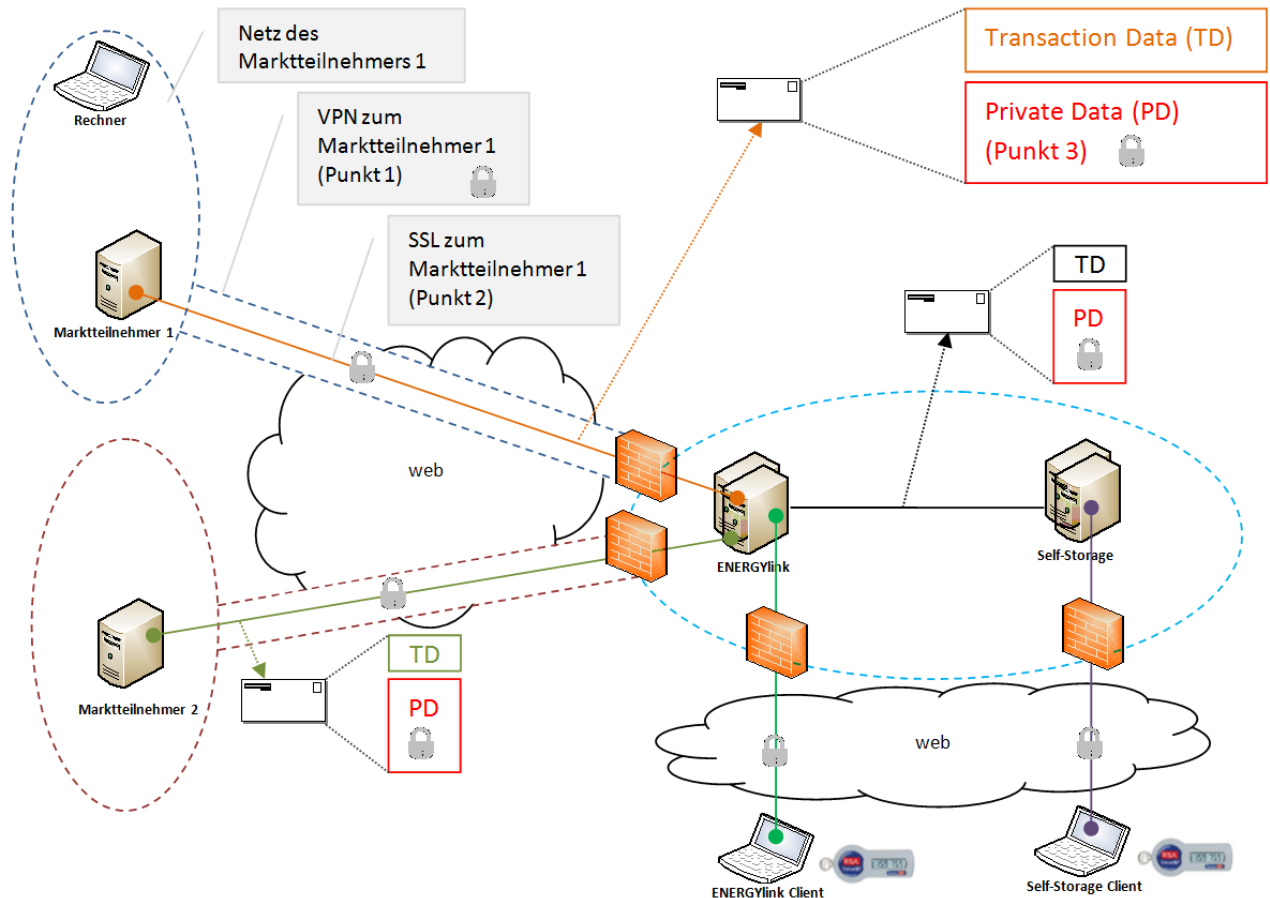 Netz des
Marktteilnehmers 1
Rechner
VPN zum
Marktteilnehmer 1
(Punkt 1)
SSL zum
Marktteilnehmer 1
(Punkt 2)
Transaction Data (TD)
Private Data (PD)
(Punkt 3)
Marktteilnehmer 1
TD
PD
web
ENERGYlink
Self-Storage
Marktteilnehmer 2
TD
PD
web
ENERGYlink Client
RSA
Self-Storage Client
RSA